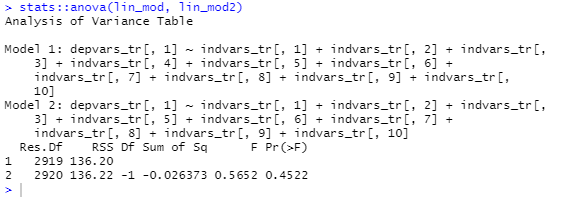 > stats::anova(lin_mod, lin_mod2)
Analysis of Variance Table

Model 1: depvars_tr[, 1] ~ indvars_tr[, 1] + indvars_tr[, 2] + indvars_tr[,
    3] + indvars_tr[, 4] + indvars_tr[, 5] + indvars_tr[, 6] +
    indvars_tr[, 7] + indvars_tr[, 8] + indvars_tr[, 9] + indvars_tr[,
    10]
Model 2: depvars_tr[, 1] ~ indvars_tr[, 1] + indvars_tr[, 2] + indvars_tr[,
    3] + indvars_tr[, 5] + indvars_tr[, 6] + indvars_tr[, 7] +
    indvars_tr[, 8] + indvars_tr[, 9] + indvars_tr[, 10]
  Res.Df    RSS Df Sum of Sq      F Pr(>F)
1   2919 136.20
2   2920 136.22 -1 -0.026373 0.5652 0.4522
>